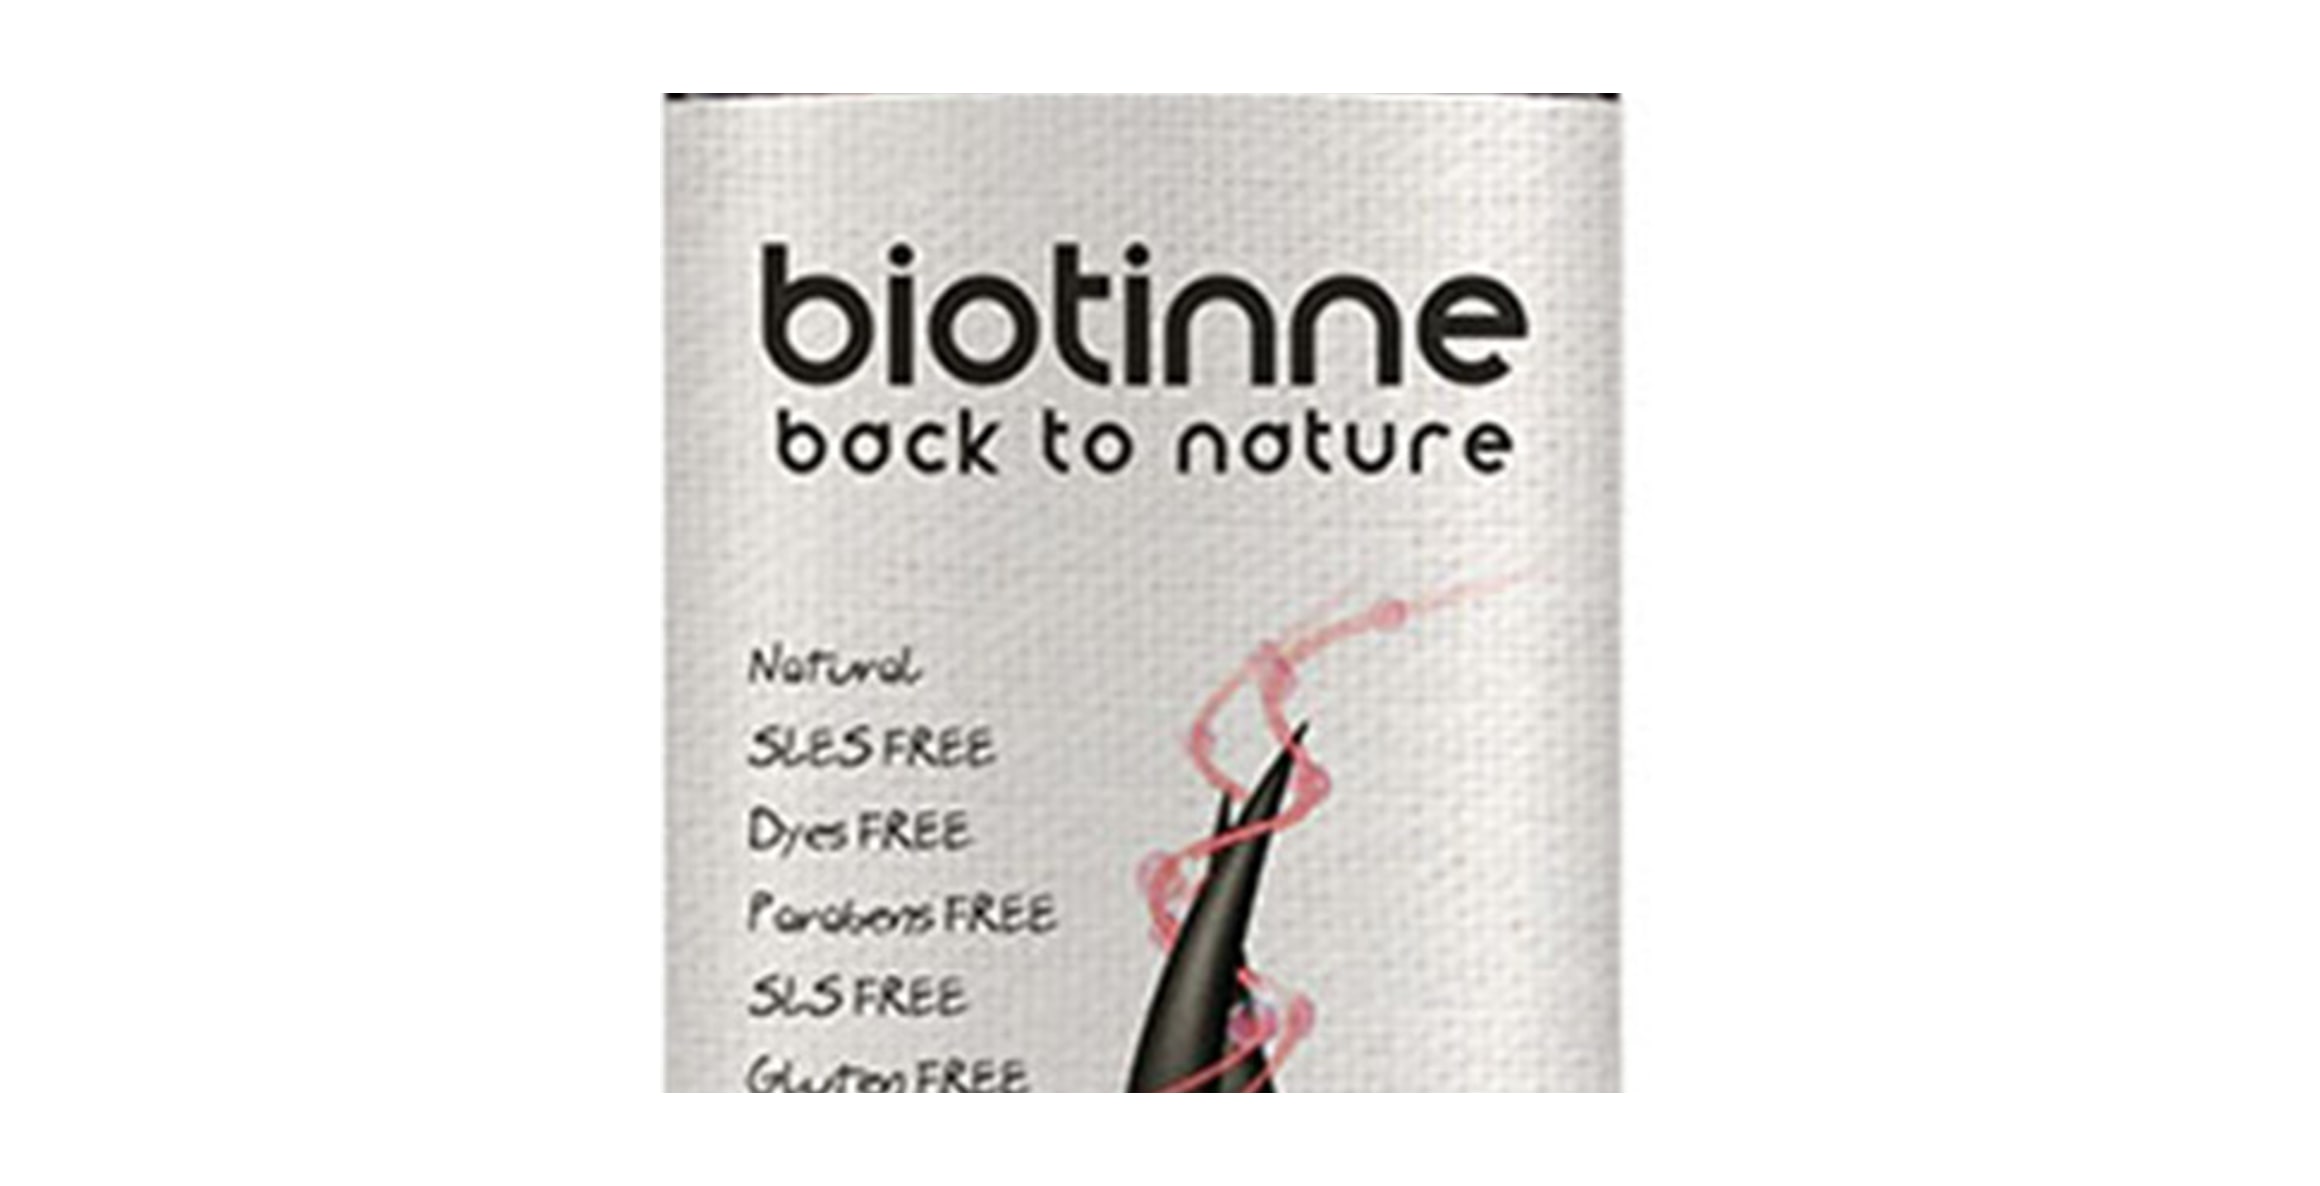 biotinne
back to nature
Natural
SLES FREE
Dyes FREE
Parabens FREE
SLS FREE
Gluten FREE